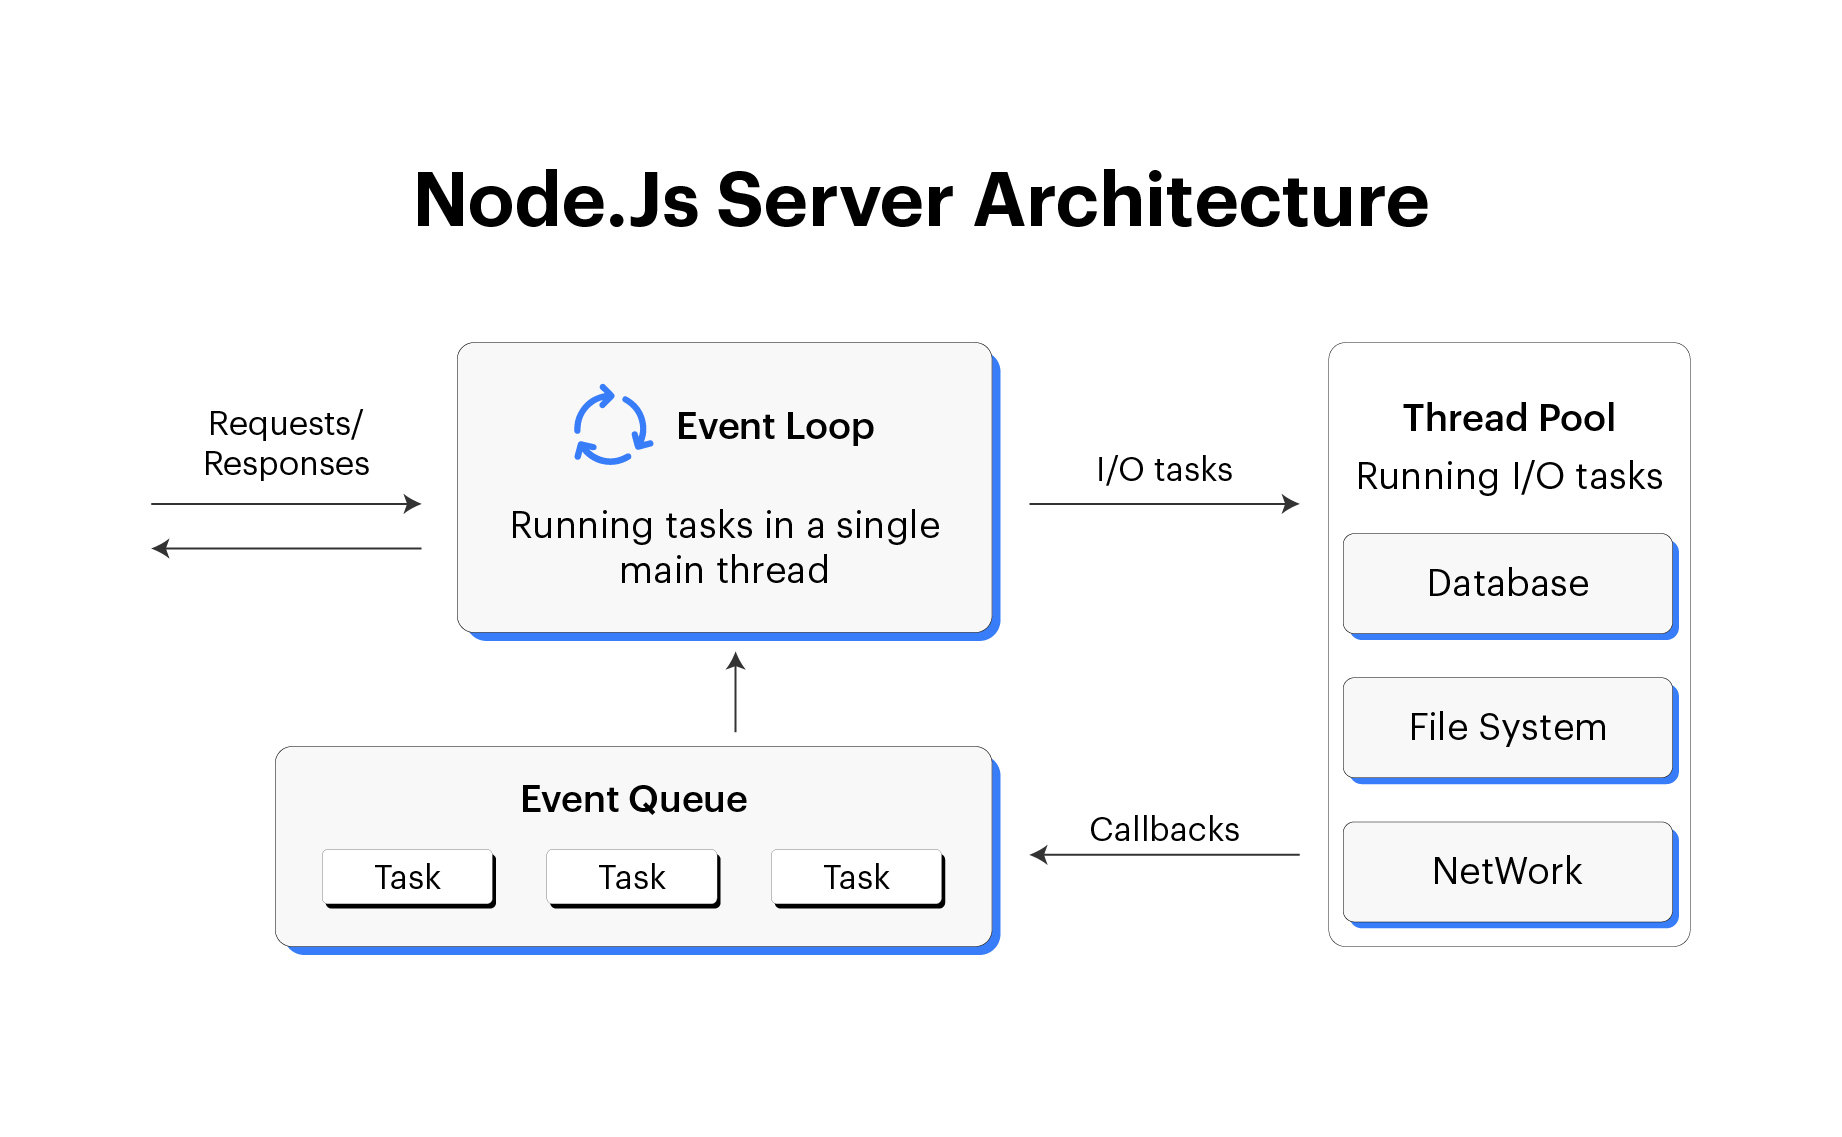 Node.Js Server Architecture
Requests/
Responses
Event Loop
Running tasks in a single
main thread
I/O tasks
Thread Pool
Running I/O tasks
Database
File System
NetWork
Callbacks
Event Queue
Task
Task
Task